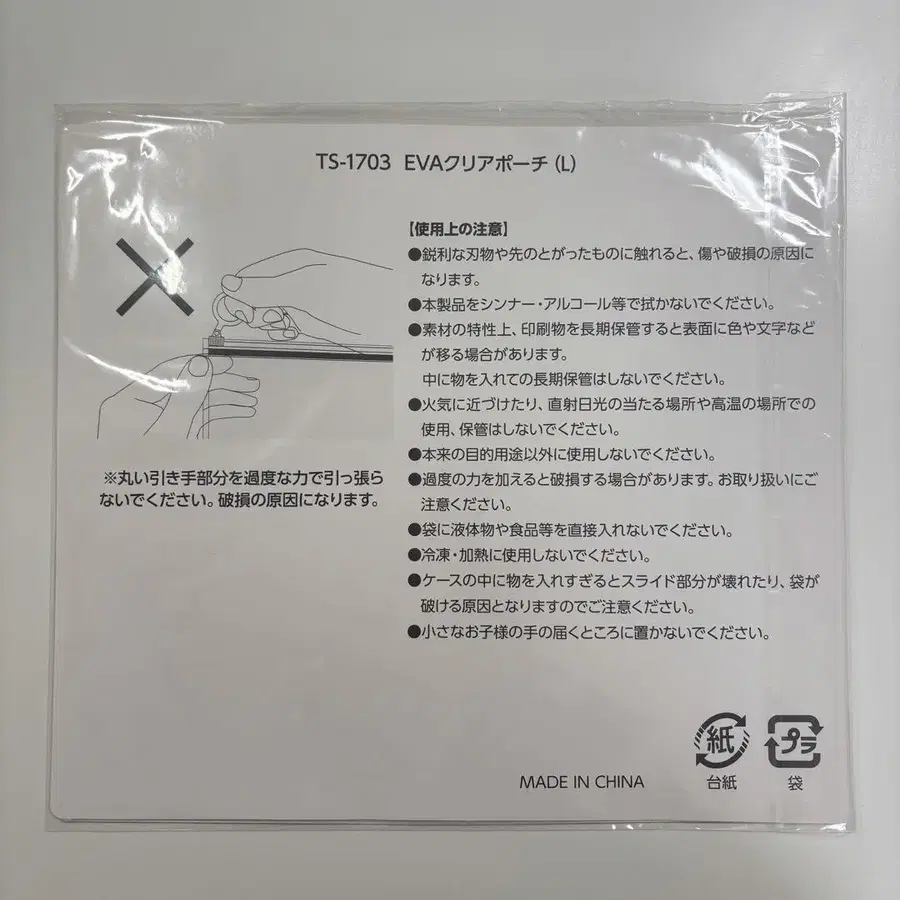 TS-1703 EVAクリアポーチ（L）
※丸い引き手部分を過度な力で引っ張ら
ないでください。破損の原因になります。
【使用上の注意】
●鋭利な刃物や先のとがったものに触れると、傷や破損の原因に
なります。
●本製品をシンナー・アルコール等で拭かないでください。
●素材の特性上、印刷物を長期保管すると表面に色や文字など
が移る場合があります。
中に物を入れての長期保管はしないでください。
●火気に近づけたり、直射日光の当たる場所や高温の場所での
使用、保管はしないでください。
●本来の目的用途以外に使用しないでください。
●過度の力を加えると破損する場合があります。お取り扱いにご
注意ください。
●袋に液体物や食品等を直接入れないでください。
●冷凍・加熱に使用しないでください。
●ケースの中に物を入れすぎるとスライド部分が壊れたり、袋が
破ける原因となりますのでご注意ください。
●小さなお子様の手の届くところに置かないでください。
MADE IN CHINA
紙
台紙
プラ
袋